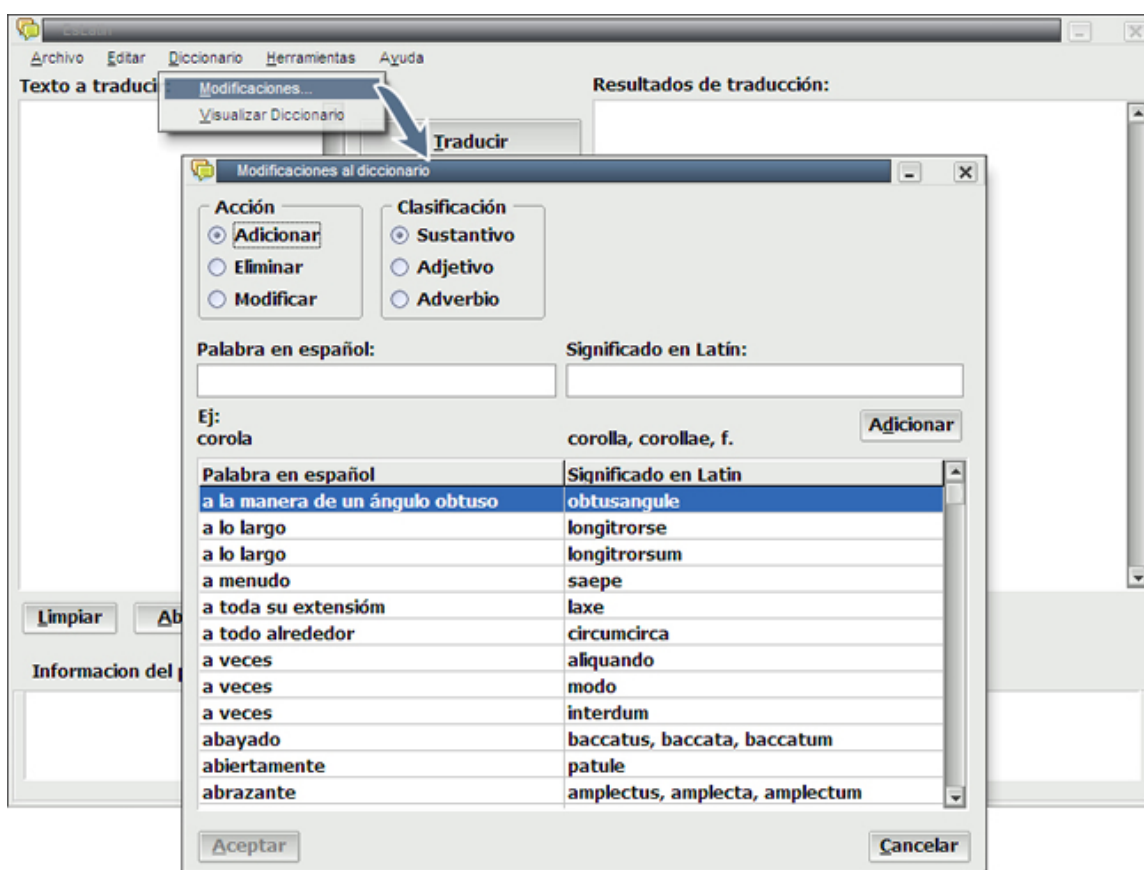 EsLatin
Archivo Editar Diccionario Herramientas Ayuda
Texto a traducir:
Resultados de traducción:
Modificaciones...
Visualizar Diccionario
Traducir
Modificaciones al diccionario
Acción Clasificación
Adicionar Sustantivo
Eliminar Adjetivo
Modificar Adverbio
Palabra en español: Significado en Latín:
Ej:
corola corolla, corollae, f. Adicionar
Palabra en español Significado en Latin
a la manera de un ángulo obtuso obtusangule
a lo largo longitrorse
a lo largo longitrorsum
a menudo saepe
a toda su extensióm laxe
a todo alrededor circumcirca
a veces aliquando
a veces modo
a veces interdum
abayado baccatus, baccata, baccatum
abiertamente patule
abrazante amplectus, amplecta, amplectum
Limpiar Ab
Informacion del
Aceptar Cancelar